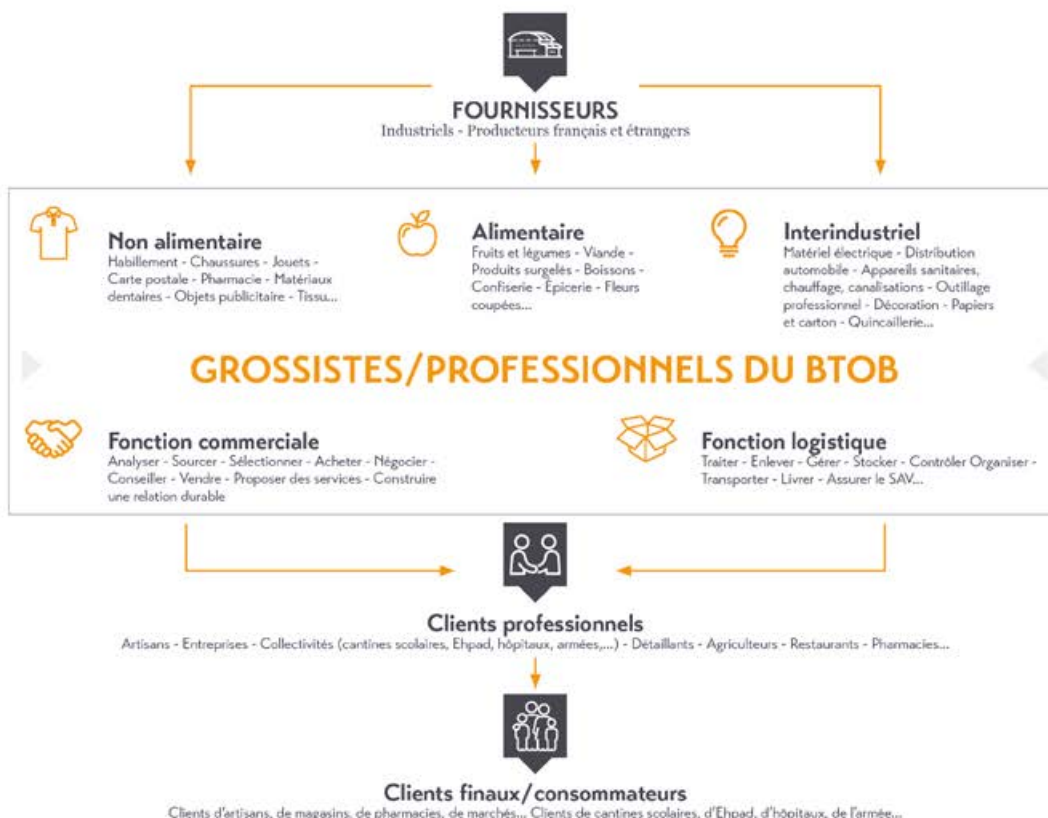 FOURNISSEURS
Industriels - Producteurs français et étrangers
Non alimentaire
Habillement - Chaussures - Jouets -
Carte postale - Pharmacie - Matériaux
dentaires - Objets publicitaire - Tissu...
Alimentaire
Fruits et légumes - Viande -
Produits surgelés - Boissons -
Confiserie - Épicerie - Fleurs
coupées...
Interindustriel
Matériel électrique - Distribution
automobile - Appareils sanitaires,
chauffage, canalisations - Outillage
professionnel - Décoration - Papiers
et carton - Quincaillerie...
GROSSISTES/PROFESSIONNELS DU BTOB
Fonction commerciale
Analyser - Sourcer - Sélectionner - Acheter - Négocier -
Conseiller - Vendre - Proposer des services - Construire
une relation durable
Fonction logistique
Traiter - Enlever - Gérer - Stocker - Contrôler Organiser -
Transporter - Livrer - Assurer le SAV...
Clients professionnels
Artisans - Entreprises - Collectivités (cantines scolaires, Ehpad, hôpitaux, armées,...) - Détaillants - Agriculteurs - Restaurants - Pharmacies...
Clients finaux/consommateurs
Clients d'artisans, de magasins, de pharmacies, de marchés... Clients de cantines scolaires, d'Ehpad, d'hôpitaux, de l'armée...